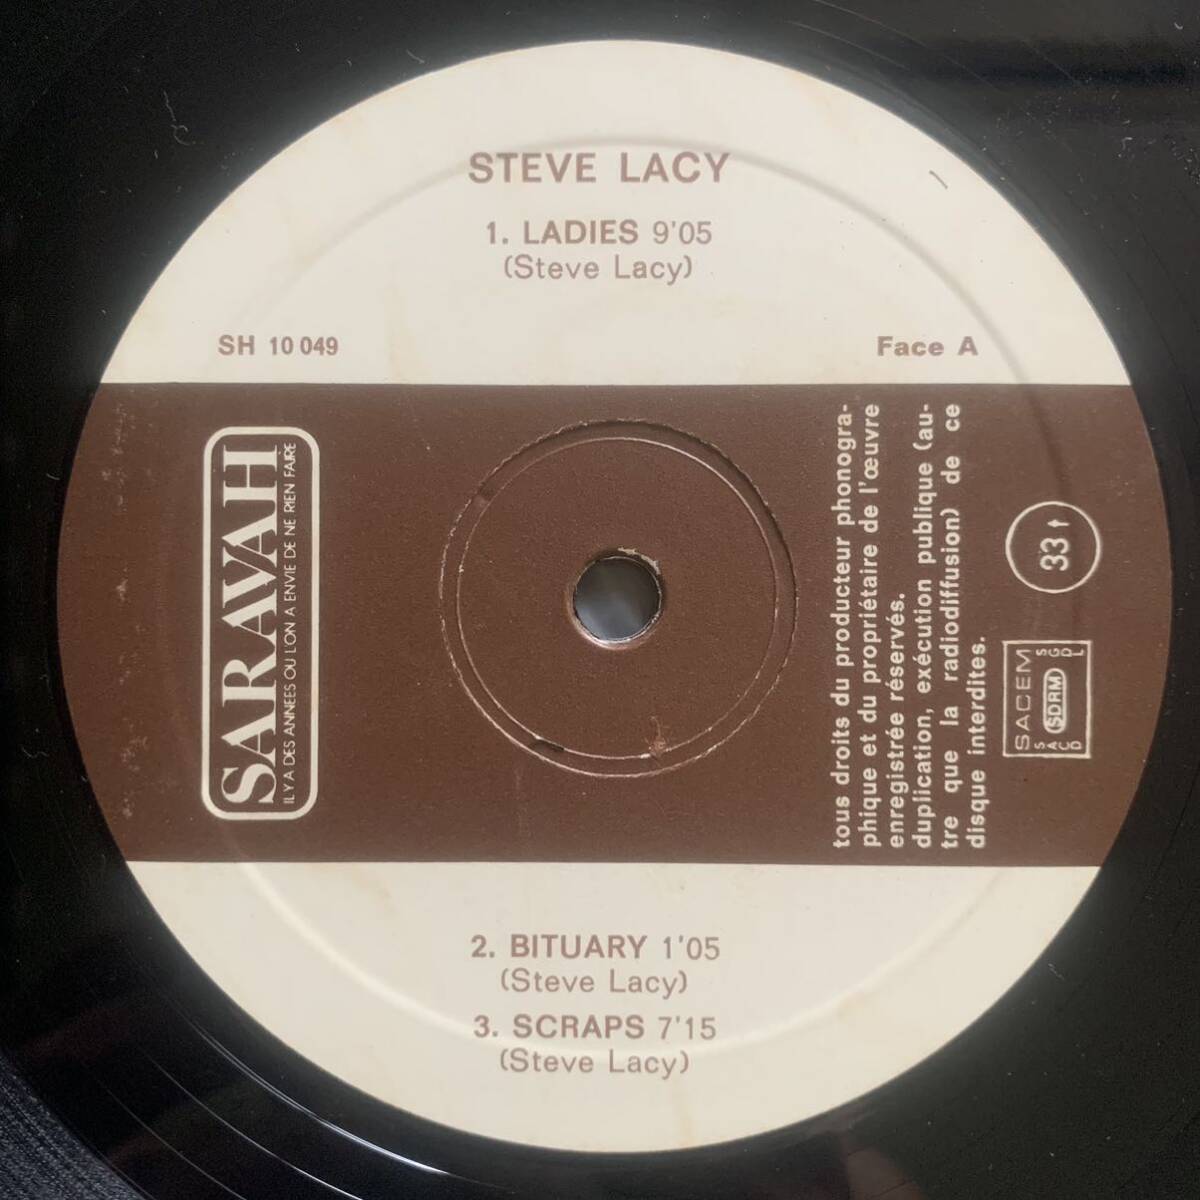 STEVE LACY
1. LADIES 9'05
(Steve Lacy)
SH 10 049
Face A
SARAVAH
IL Y A DES ANNEES OU L'ON A ENVIE DE NE RIEN FAIRE
tous droits du producteur phonogra-
phique et du propriétaire de l'œuvre
enregistrée réservés.
duplication, exécution publique (au-
tre que la radiodiffusion) de ce
disque interdites.
33 t
SACEM
SACD
SDRM
SGDL
2. BITUARY 1'05
(Steve Lacy)
3. SCRAPS 7'15
(Steve Lacy)